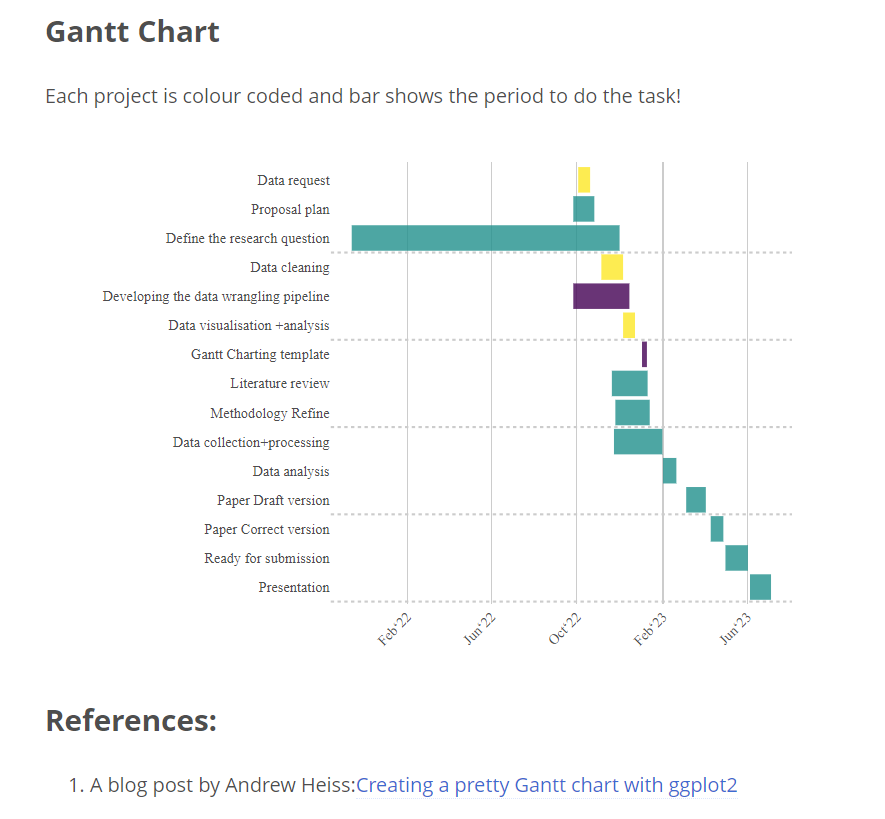 Gantt Chart
Each project is colour coded and bar shows the period to do the task!
Data request
Proposal plan
Define the research question
Data cleaning
Developing the data wrangling pipeline
Data visualisation +analysis
Gantt Charting template
Literature review
Methodology Refine
Data collection+processing
Data analysis
Paper Draft version
Paper Correct version
Ready for submission
Presentation
Feb'22
Jun'22
Oct'22
Feb'23
Jun'23
References:
1. A blog post by Andrew Heiss:Creating a pretty Gantt chart with ggplot2